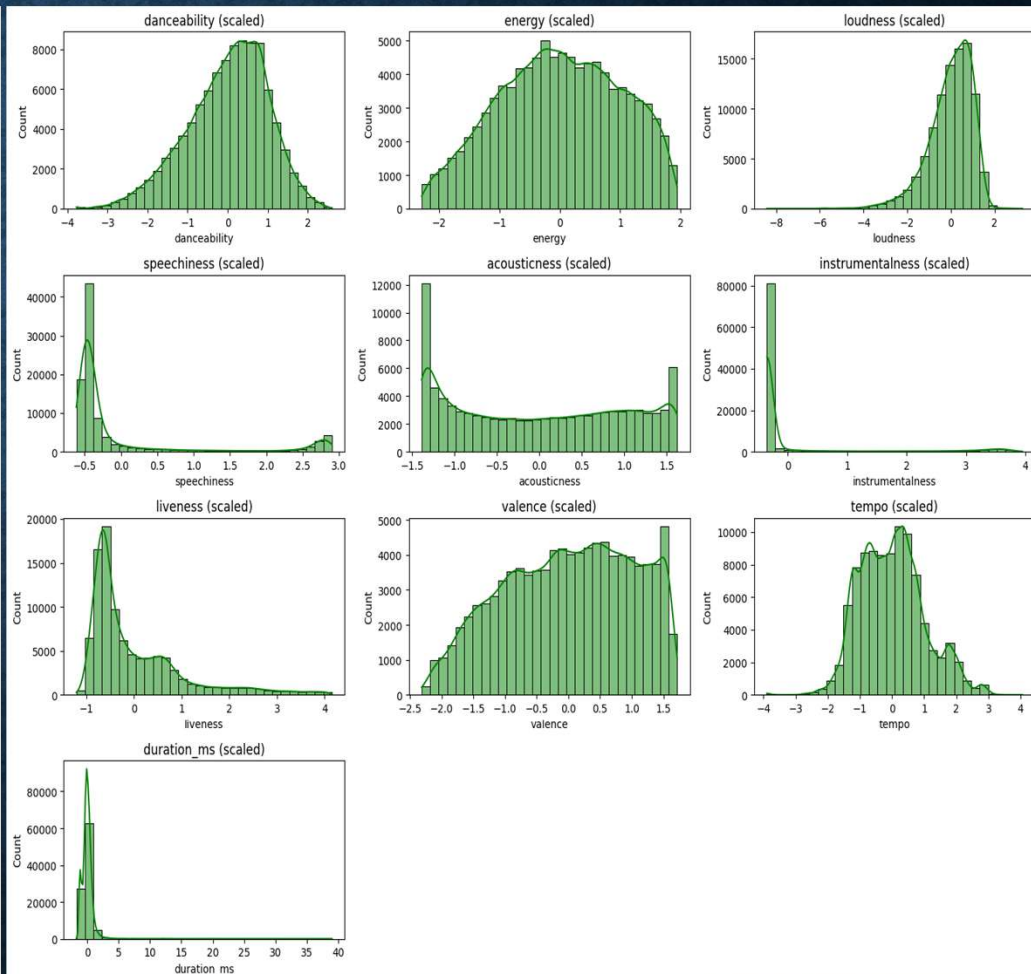 danceability (scaled)
energy (scaled)
loudness (scaled)
8000
6000
4000
2000
0
Count
−4 −3 −2 −1 0 1 2
danceability
5000
4000
3000
2000
1000
0
Count
−2 −1 0 1 2
energy
15000
10000
5000
0
Count
−8 −6 −4 −2 0 2
loudness
speechiness (scaled)
acousticness (scaled)
instrumentalness (scaled)
40000
30000
20000
10000
0
Count
−0.5 0.0 0.5 1.0 1.5 2.0 2.5 3.0
speechiness
12000
10000
8000
6000
4000
2000
0
Count
−1.5 −1.0 −0.5 0.0 0.5 1.0 1.5
acousticness
80000
60000
40000
20000
0
Count
0 1 2 3 4
instrumentalness
liveness (scaled)
valence (scaled)
tempo (scaled)
20000
15000
10000
5000
0
Count
−1 0 1 2 3 4
liveness
5000
4000
3000
2000
1000
0
Count
−2.5 −2.0 −1.5 −1.0 −0.5 0.0 0.5 1.0 1.5
valence
10000
8000
6000
4000
2000
0
Count
−4 −3 −2 −1 0 1 2 3 4
tempo
duration_ms (scaled)
80000
60000
40000
20000
0
Count
0 5 10 15 20 25 30 35 40
duration_ms